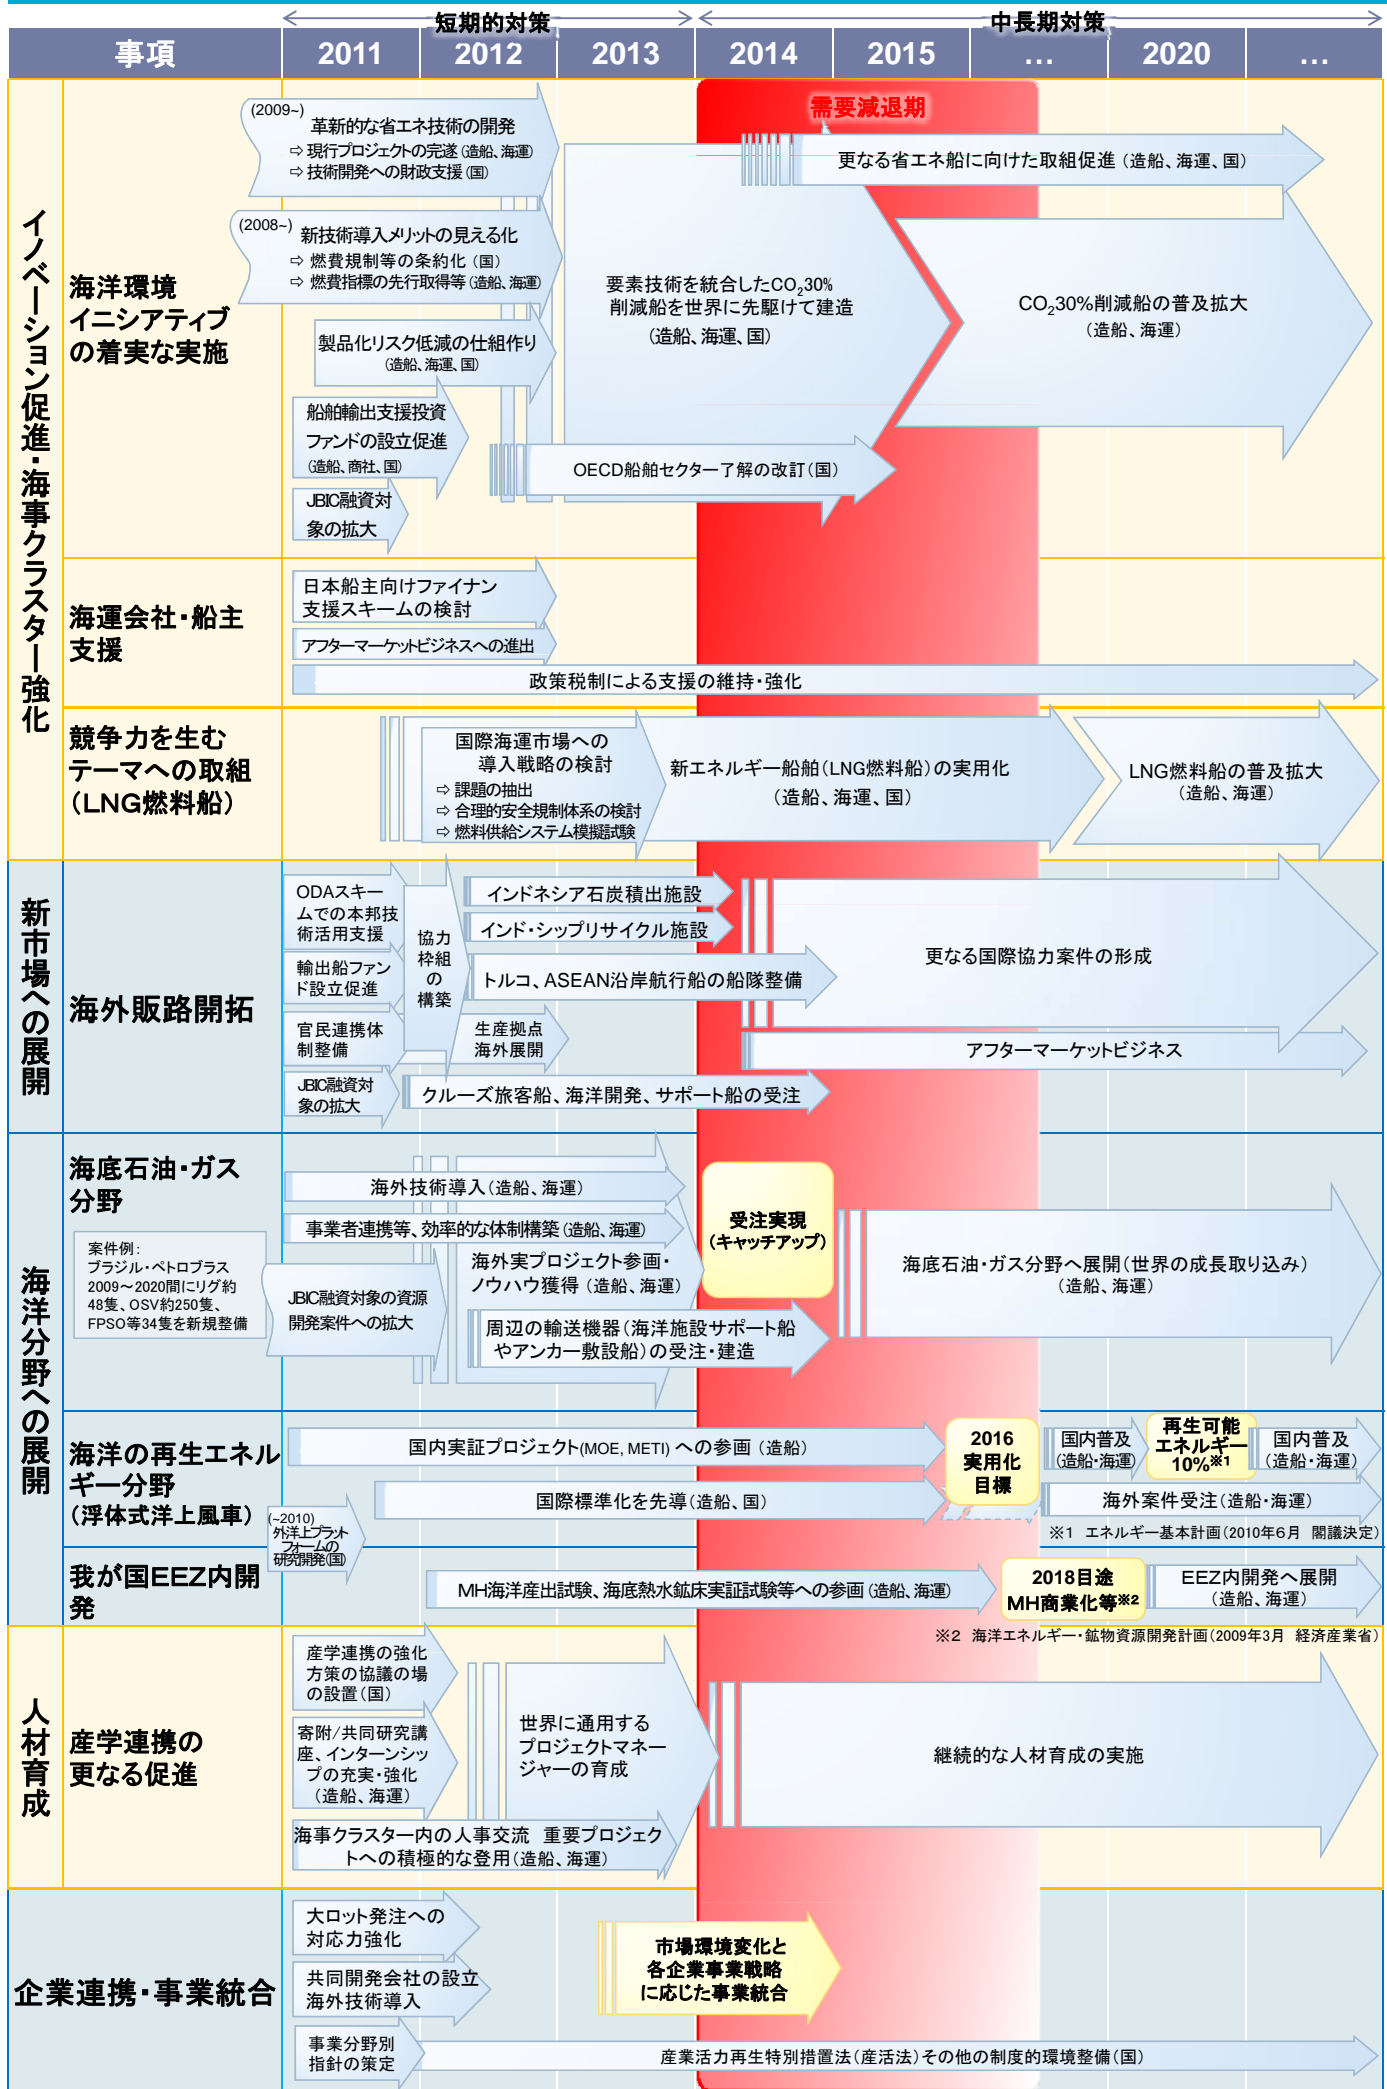 短期的対策
中長期対策
事項
2011
2012
2013
2014
2015
…
2020
…
需要減退期
イノベーション促進・海事クラスター強化
海洋環境
イニシアティブ
の着実な実施
(2009~)
革新的な省エネ技術の開発
⇨ 現行プロジェクトの完遂（造船、海運）
⇨ 技術開発への財政支援（国）
(2008~)
新技術導入メリットの見える化
⇨ 燃費規制等の条約化（国）
⇨ 燃費指標の先行取得等（造船、海運）
製品化リスク低減の仕組作り
（造船、海運、国）
船舶輸出支援投資
ファンドの設立促進
（造船、商社、国）
JBIC融資対
象の拡大
要素技術を統合したCO₂30%
削減船を世界に先駆けて建造
（造船、海運、国）
OECD船舶セクター了解の改訂（国）
更なる省エネ船に向けた取組促進（造船、海運、国）
CO₂30%削減船の普及拡大
（造船、海運）
海運会社・船主
支援
日本船主向けファイナン
支援スキームの検討
アフターマーケットビジネスへの進出
政策税制による支援の維持・強化
競争力を生む
テーマへの取組
（LNG燃料船）
国際海運市場への
導入戦略の検討
⇨ 課題の抽出
⇨ 合理的安全規制体系の検討
⇨ 燃料供給システム模擬試験
新エネルギー船舶（LNG燃料船）の実用化
（造船、海運、国）
LNG燃料船の普及拡大
（造船、海運）
新市場への展開
海外販路開拓
ODAスキー
ムでの本邦技
術活用支援
輸出船ファン
ド設立促進
官民連携体
制整備
JBIC融資対
象の拡大
協力
枠組
の
構築
インドネシア石炭積出施設
インド・シップリサイクル施設
トルコ、ASEAN沿岸航行船の船隊整備
生産拠点
海外展開
クルーズ旅客船、海洋開発、サポート船の受注
更なる国際協力案件の形成
アフターマーケットビジネス
海洋分野への展開
海底石油・ガス
分野
案件例：
ブラジル・ペトロブラス
2009～2020間にリグ約
48隻、OSV約250隻、
FPSO等34隻を新規整備
海外技術導入（造船、海運）
事業者連携等、効率的な体制構築（造船、海運）
JBIC融資対象の資源
開発案件への拡大
海外実プロジェクト参画・
ノウハウ獲得（造船、海運）
周辺の輸送機器（海洋施設サポート船
やアンカー敷設船）の受注・建造
受注実現
（キャッチアップ）
海底石油・ガス分野へ展開（世界の成長取り込み）
（造船、海運）
海洋の再生エネル
ギー分野
（浮体式洋上風車）
(~2010)
外洋上プラット
フォームの
研究開発（国）
国内実証プロジェクト(MOE, METI) への参画（造船）
国際標準化を先導（造船、国）
2016
実用化
目標
国内普及
（造船・海運）
再生可能
エネルギー
10%※1
国内普及
（造船・海運）
海外案件受注（造船・海運）
※1　エネルギー基本計画（2010年6月　閣議決定）
我が国EEZ内開
発
MH海洋産出試験、海底熱水鉱床実証試験等への参画（造船、海運）
2018目途
MH商業化等※2
EEZ内開発へ展開
（造船、海運）
※2　海洋エネルギー・鉱物資源開発計画（2009年3月　経済産業省）
人材育成
産学連携の
更なる促進
産学連携の強化
方策の協議の場
の設置（国）
寄附/共同研究講
座、インターンシッ
プの充実・強化
（造船、海運）
海事クラスター内の人事交流　重要プロジェク
トへの積極的な登用（造船、海運）
世界に通用する
プロジェクトマネー
ジャーの育成
継続的な人材育成の実施
企業連携・事業統合
大ロット発注への
対応力強化
共同開発会社の設立
海外技術導入
事業分野別
指針の策定
市場環境変化と
各企業事業戦略
に応じた事業統合
産業活力再生特別措置法（産活法）その他の制度的環境整備（国）